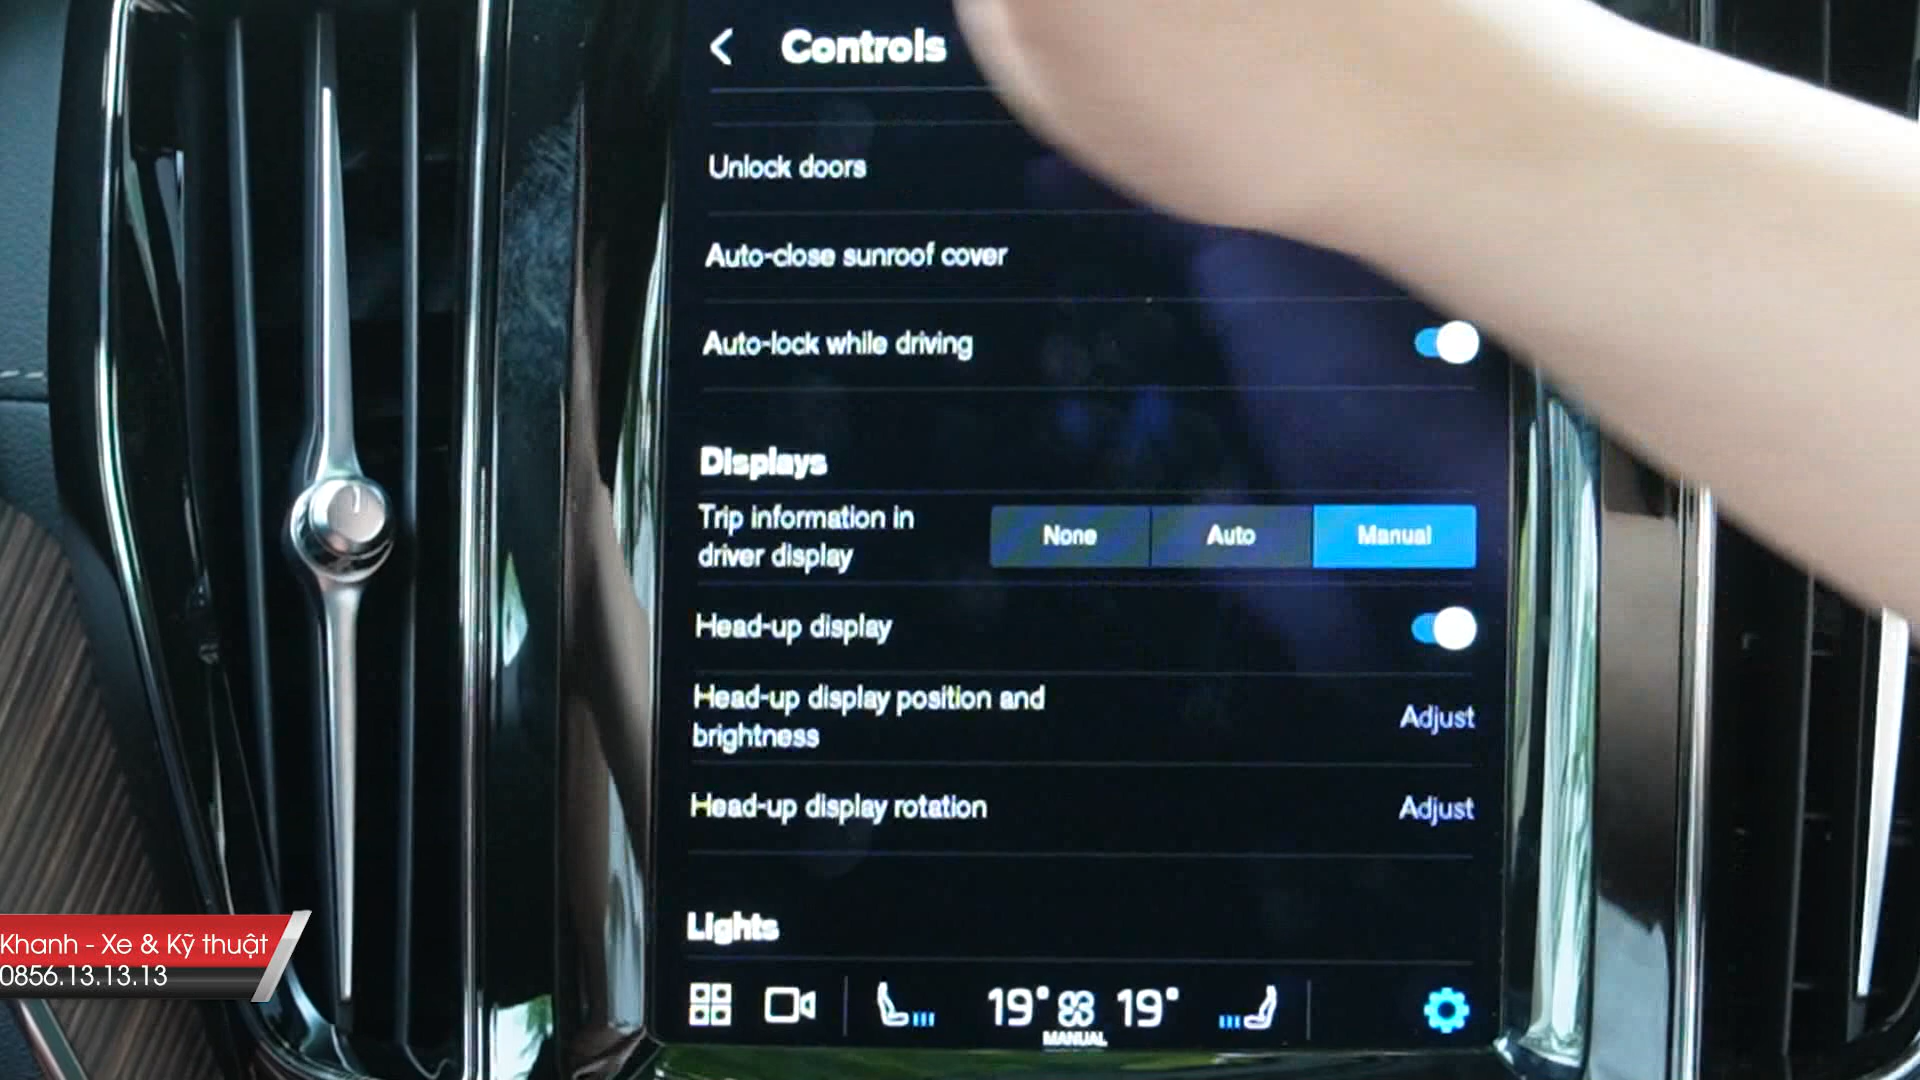 Controls
Unlock doors
Auto-close sunroof cover
Auto-lock while driving
Displays
Trip information in
driver display
None
Auto
Manual
Head-up display
Head-up display position and
brightness
Adjust
Head-up display rotation
Adjust
Lights
19° 19°
MANUAL
Khanh - Xe & Kỹ thuật
0856.13.13.13